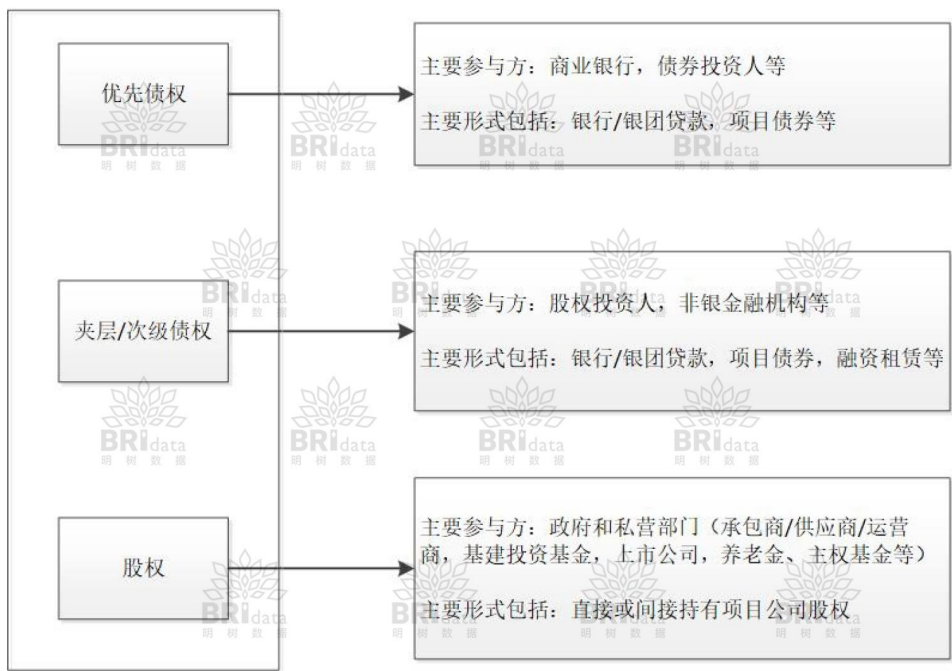 优先债权
主要参与方：商业银行，债券投资人等
主要形式包括：银行/银团贷款，项目债券等
夹层/次级债权
主要参与方：股权投资人，非银金融机构等
主要形式包括：银行/银团贷款，项目债券，融资租赁等
股权
主要参与方：政府和私营部门（承包商/供应商/运营
商，基建投资基金，上市公司，养老金、主权基金等）
主要形式包括：直接或间接持有项目公司股权
BRIdata
明树数据